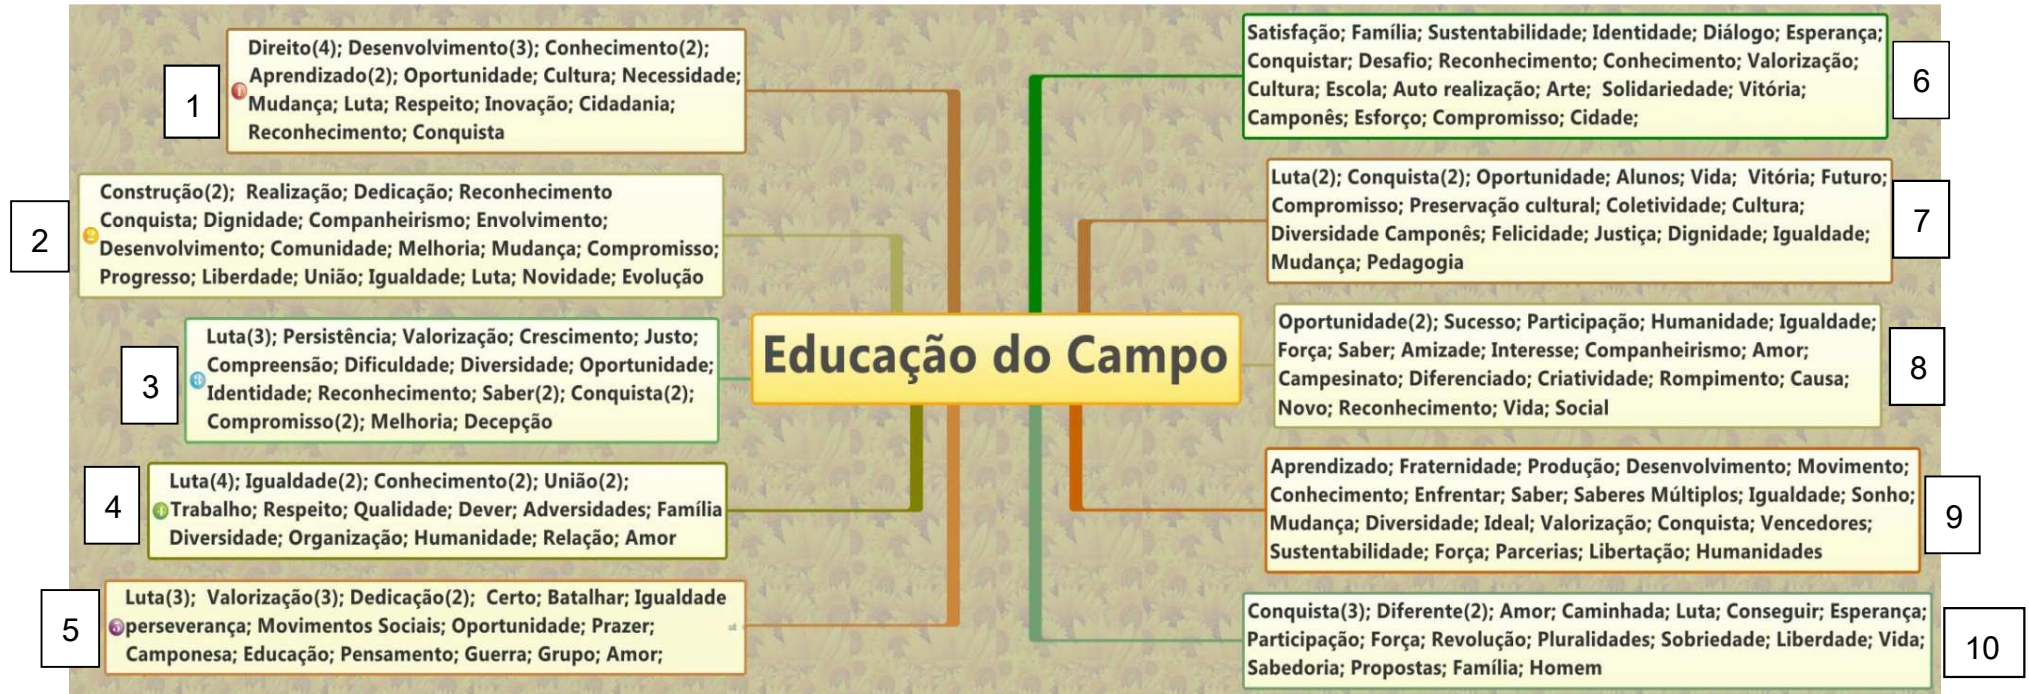 1
Direito(4); Desenvolvimento(3); Conhecimento(2);
Aprendizado(2); Oportunidade; Cultura; Necessidade;
Mudança; Luta; Respeito; Inovação; Cidadania;
Reconhecimento; Conquista
2
Construção(2); Realização; Dedicação; Reconhecimento
Conquista; Dignidade; Companheirismo; Envolvimento;
Desenvolvimento; Comunidade; Melhoria; Mudança; Compromisso;
Progresso; Liberdade; União; Igualdade; Luta; Novidade; Evolução
3
Luta(3); Persistência; Valorização; Crescimento; Justo;
Compreensão; Dificuldade; Diversidade; Oportunidade;
Identidade; Reconhecimento; Saber(2); Conquista(2);
Compromisso(2); Melhoria; Decepção
4
Luta(4); Igualdade(2); Conhecimento(2); União(2);
Trabalho; Respeito; Qualidade; Dever; Adversidades; Família
Diversidade; Organização; Humanidade; Relação; Amor
5
Luta(3); Valorização(3); Dedicação(2); Certo; Batalhar; Igualdade
perseverança; Movimentos Sociais; Oportunidade; Prazer;
Camponesa; Educação; Pensamento; Guerra; Grupo; Amor;
Educação do Campo
Satisfação; Família; Sustentabilidade; Identidade; Diálogo; Esperança;
Conquistar; Desafio; Reconhecimento; Conhecimento; Valorização;
Cultura; Escola; Auto realização; Arte; Solidariedade; Vitória;
Camponês; Esforço; Compromisso; Cidade;
6
Luta(2); Conquista(2); Oportunidade; Alunos; Vida; Vitória; Futuro;
Compromisso; Preservação cultural; Coletividade; Cultura;
Diversidade Camponês; Felicidade; Justiça; Dignidade; Igualdade;
Mudança; Pedagogia
7
Oportunidade(2); Sucesso; Participação; Humanidade; Igualdade;
Força; Saber; Amizade; Interesse; Companheirismo; Amor;
Campesinato; Diferenciado; Criatividade; Rompimento; Causa;
Novo; Reconhecimento; Vida; Social
8
Aprendizado; Fraternidade; Produção; Desenvolvimento; Movimento;
Conhecimento; Enfrentar; Saber; Saberes Múltiplos; Igualdade; Sonho;
Mudança; Diversidade; Ideal; Valorização; Conquista; Vencedores;
Sustentabilidade; Força; Parcerias; Libertação; Humanidades
9
Conquista(3); Diferente(2); Amor; Caminhada; Luta; Conseguir; Esperança;
Participação; Força; Revolução; Pluralidades; Sobriedade; Liberdade; Vida;
Sabedoria; Propostas; Família; Homem
10